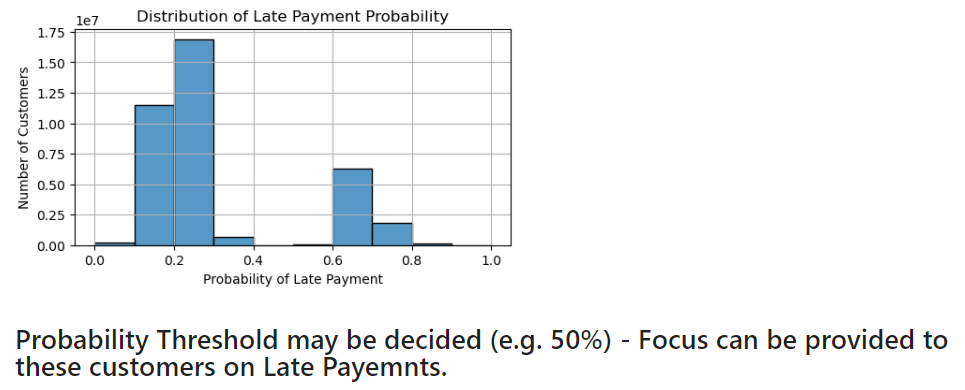 Distribution of Late Payment Probability
1e7
1.75
1.50
1.25
1.00
0.75
0.50
0.25
0.00
Number of Customers
0.0 0.2 0.4 0.6 0.8 1.0
Probability of Late Payment
Probability Threshold may be decided (e.g. 50%) - Focus can be provided to
these customers on Late Payemnts.